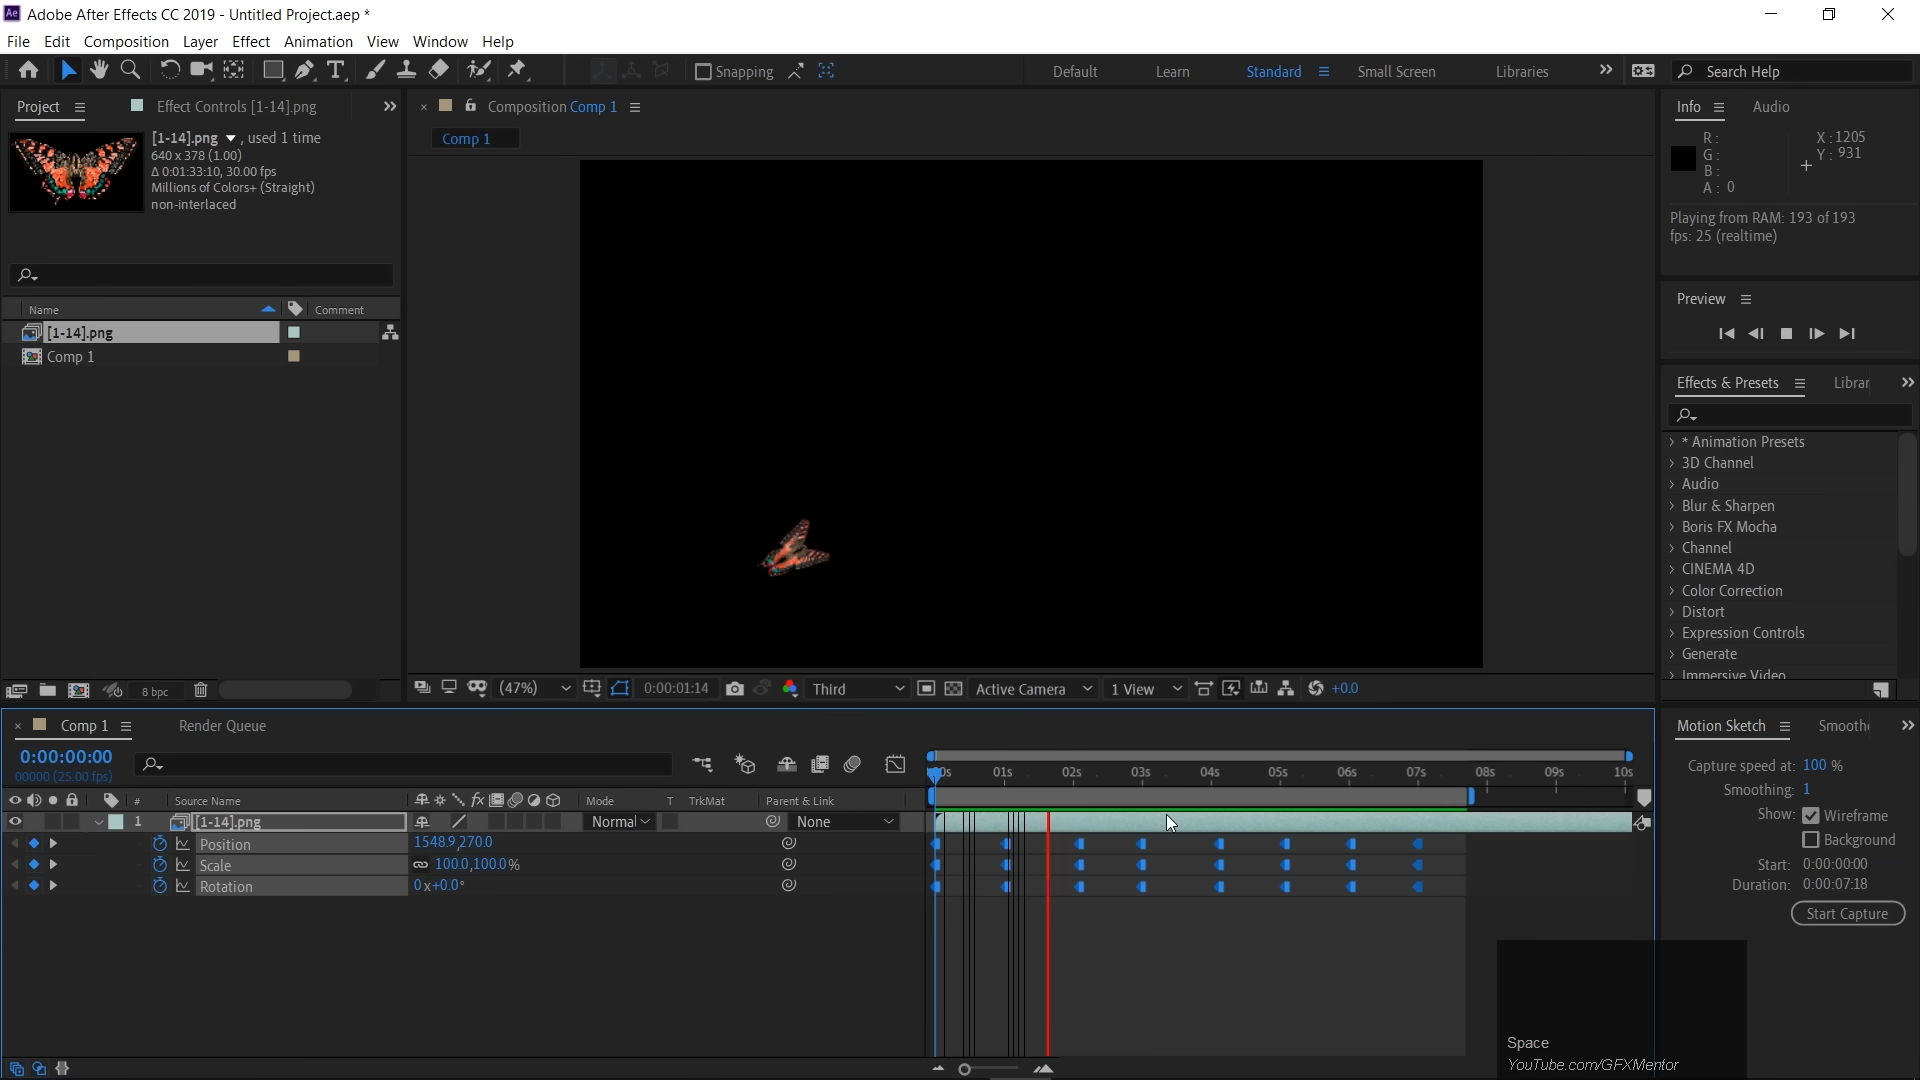 Ae Adobe After Effects CC 2019 - Untitled Project.aep *
File Edit Composition Layer Effect Animation View Window Help
Snapping Default Learn Standard Small Screen Libraries Search Help
Project Effect Controls [1-14].png
[1-14].png , used 1 time
640 x 378 (1.00)
Δ 0:01:33:10, 30.00 fps
Millions of Colors+ (Straight)
non-interlaced
Name Comment
[1-14].png
Comp 1
8 bpc
Composition Comp 1
Comp 1
(47%) 0:00:01:14 Third Active Camera 1 View +0.0
Info Audio
R :
G :
B :
A : 0
X : 1205
Y : 931
Playing from RAM: 193 of 193
fps: 25 (realtime)
Preview
Effects & Presets Librar
* Animation Presets
3D Channel
Audio
Blur & Sharpen
Boris FX Mocha
Channel
CINEMA 4D
Color Correction
Distort
Expression Controls
Generate
Immersive Video
Comp 1 Render Queue
0:00:00:00
00000 (25.00 fps)
00s 01s 02s 03s 04s 05s 06s 07s 08s 09s 10s
# Source Name fx Mode T TrkMat Parent & Link
1 [1-14].png Normal None
Position 1548.9,270.0
Scale 100.0,100.0%
Rotation 0x+0.0°
Motion Sketch Smoothe
Capture speed at: 100 %
Smoothing: 1
Show: Wireframe
Background
Start: 0:00:00:00
Duration: 0:00:07:18
Start Capture
Space
YouTube.com/GFXMentor